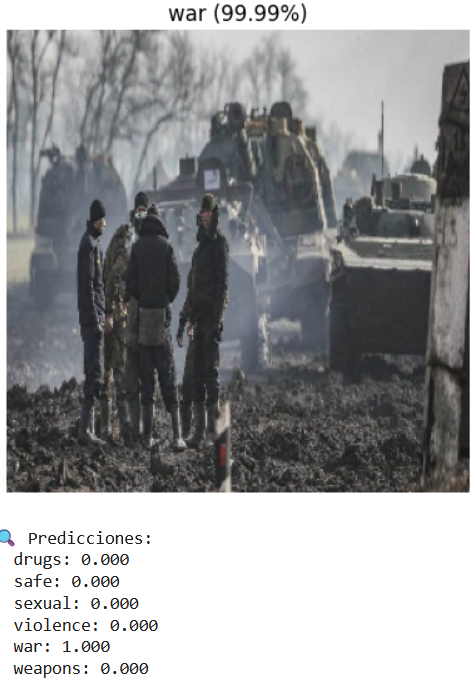 war (99.99%)
🔍 Predicciones:
drugs: 0.000
safe: 0.000
sexual: 0.000
violence: 0.000
war: 1.000
weapons: 0.000